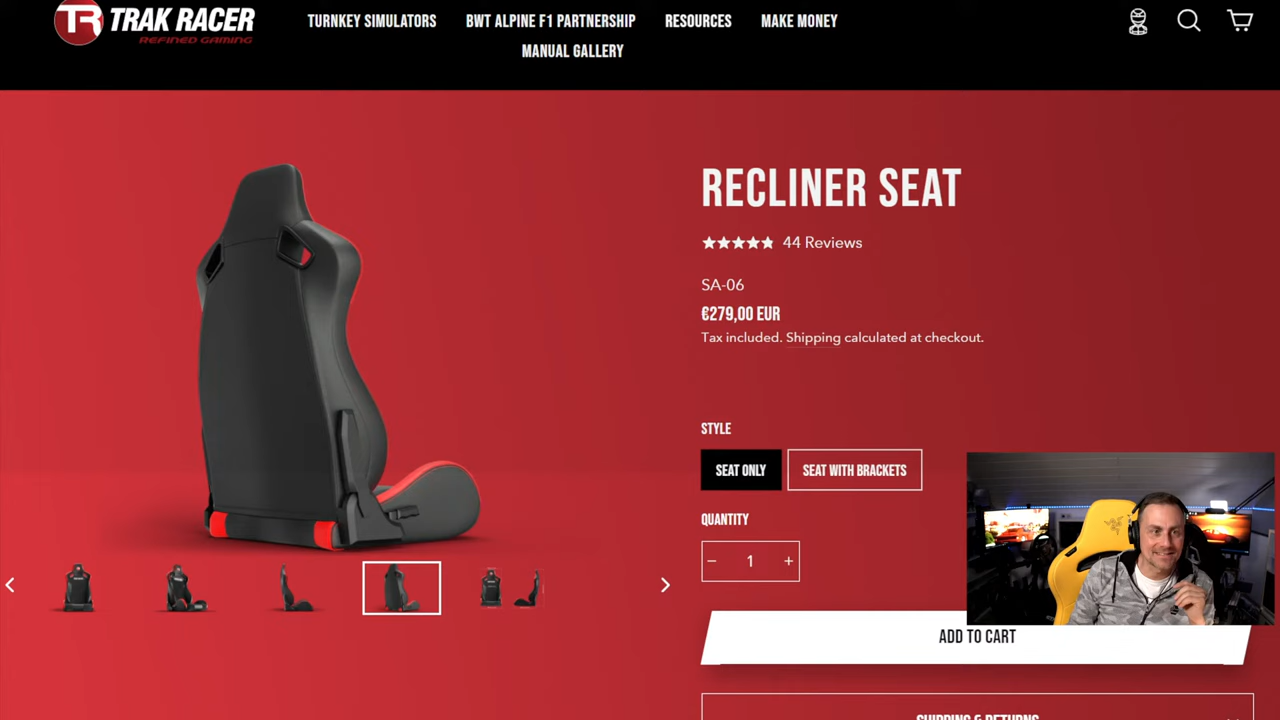 TR TRAK RACER
REFINED GAMING
TURNKEY SIMULATORS
BWT ALPINE F1 PARTNERSHIP
RESOURCES
MAKE MONEY
MANUAL GALLERY
RECLINER SEAT
44 Reviews
SA-06
€279,00 EUR
Tax included. Shipping calculated at checkout.
STYLE
SEAT ONLY
SEAT WITH BRACKETS
QUANTITY
− 1 +
ADD TO CART
SHIPPING & RETURNS